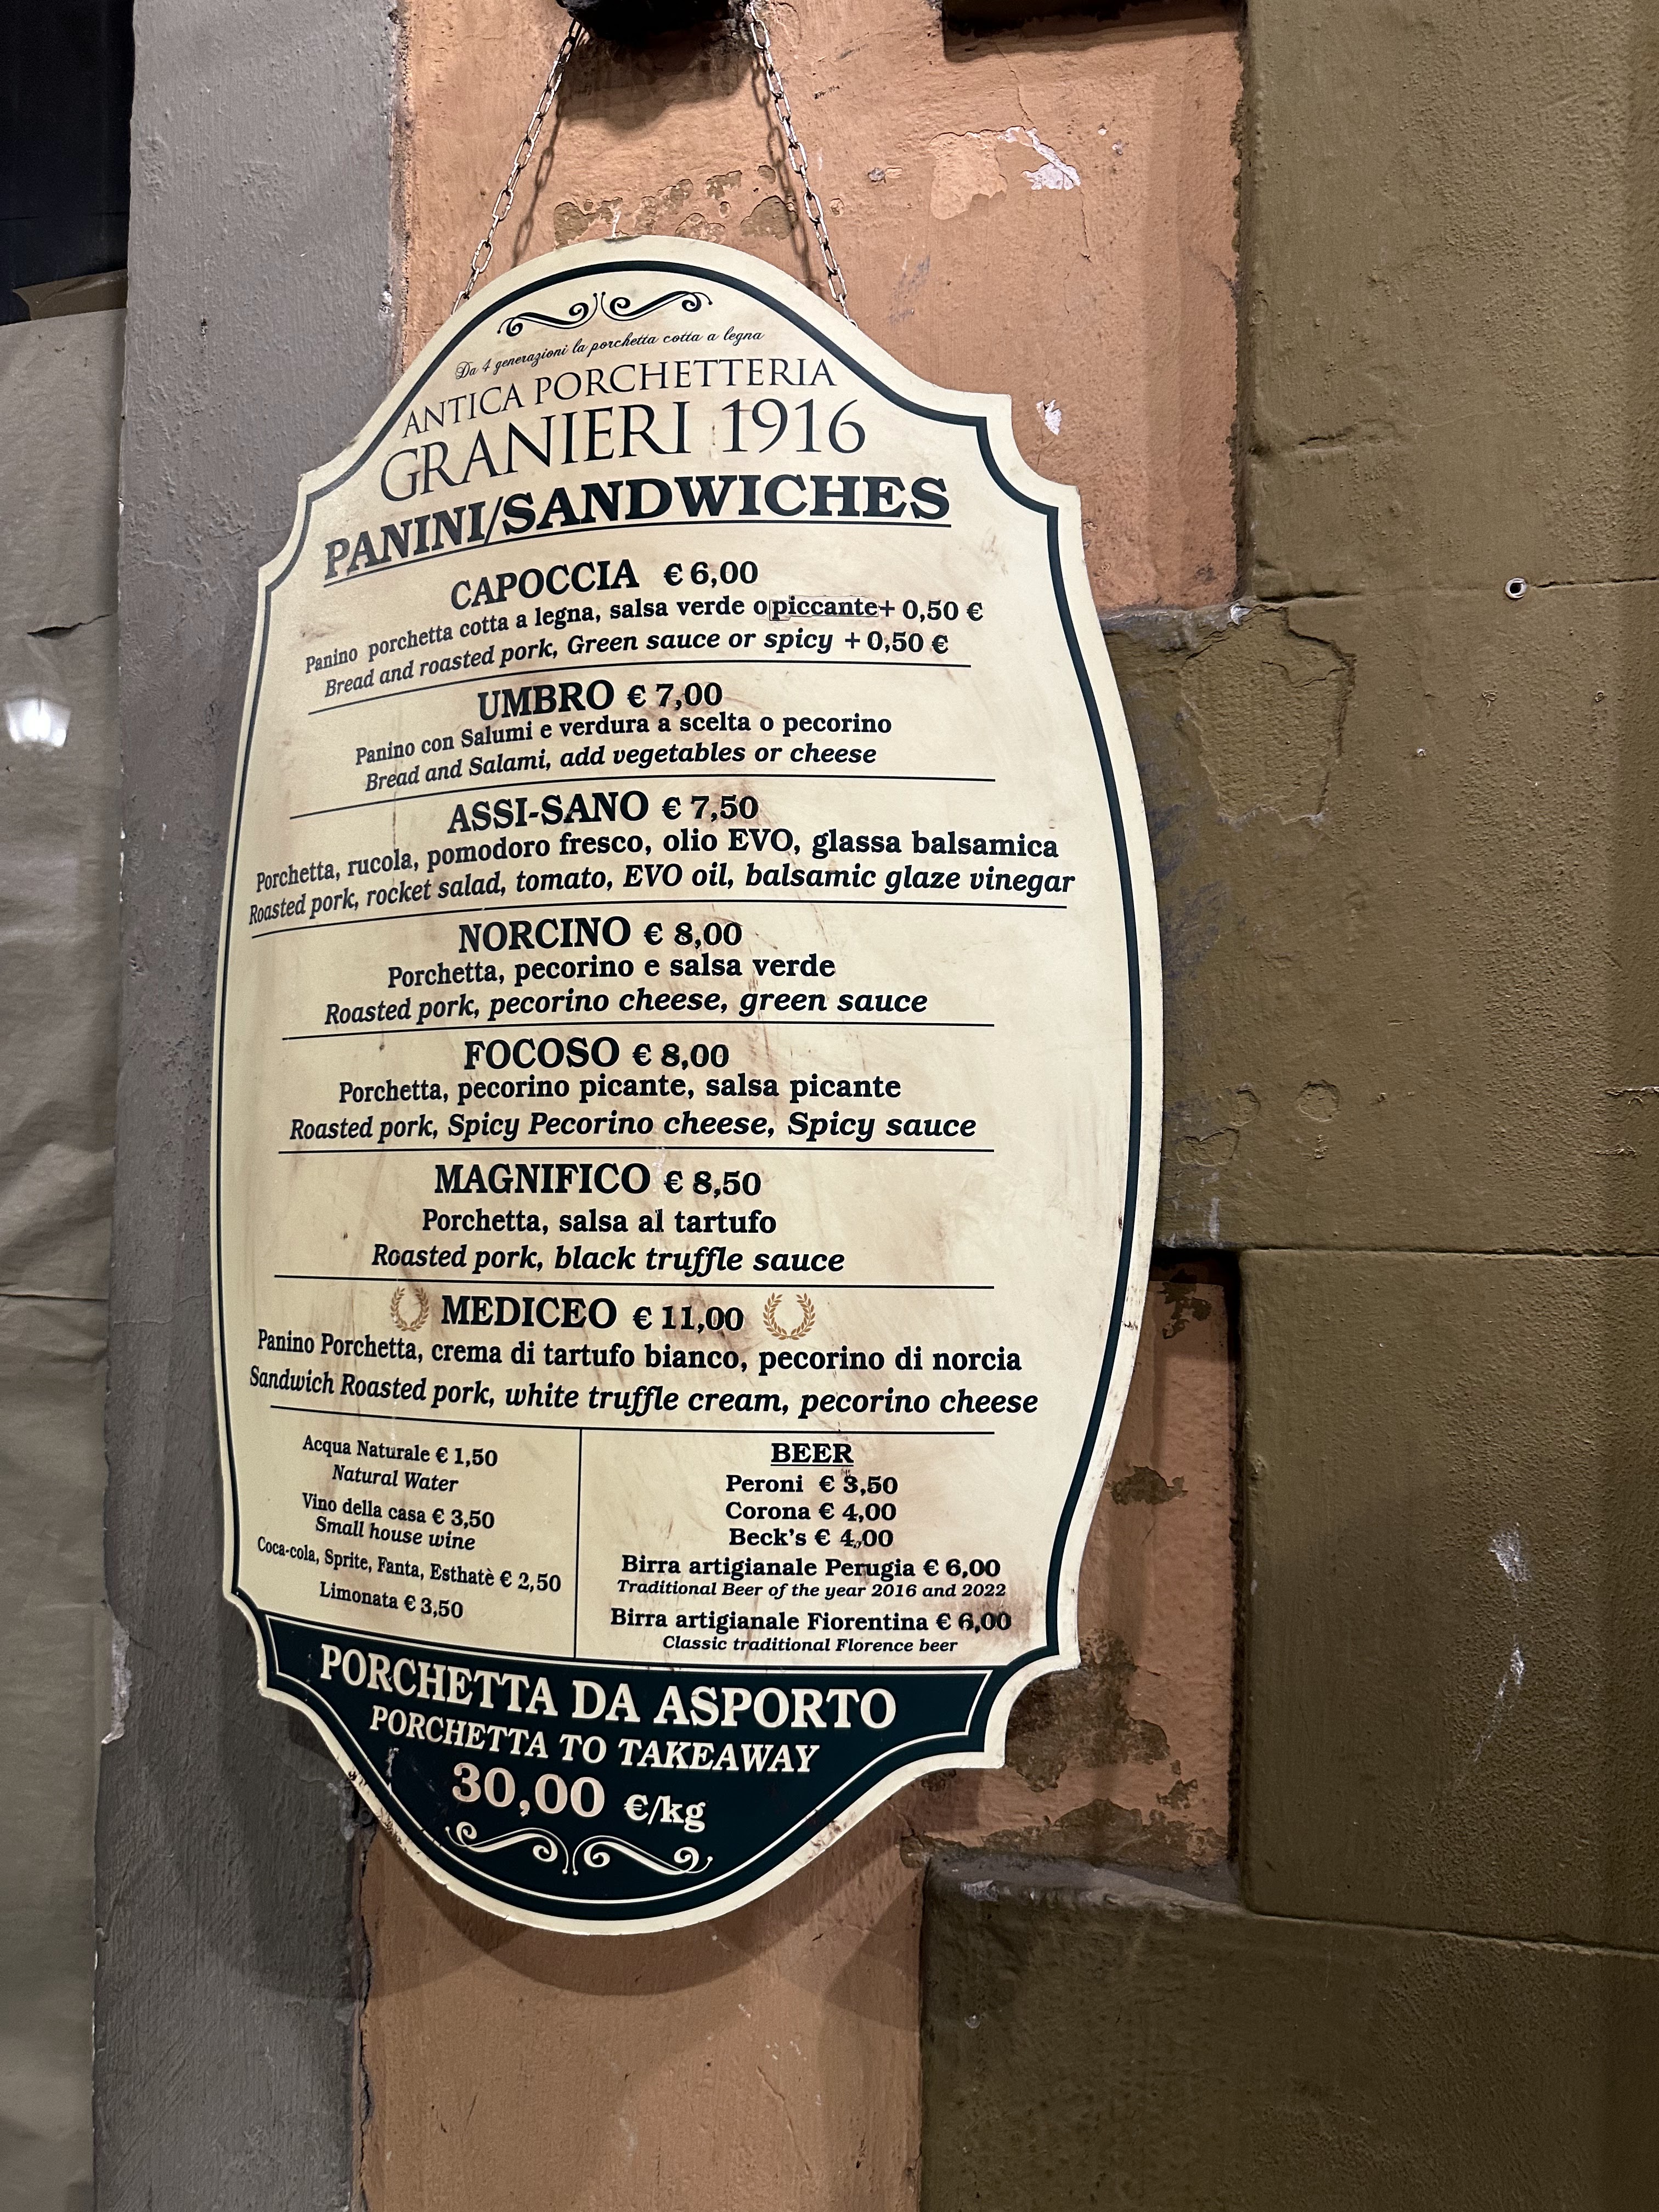 Da 4 generazioni la porchetta cotta a legna
ANTICA PORCHETTERIA
GRANIERI 1916
PANINI/SANDWICHES
CAPOCCIA € 6,00
Panino porchetta cotta a legna, salsa verde o piccante + 0,50 €
Bread and roasted pork, Green sauce or spicy + 0,50 €
UMBRO € 7,00
Panino con Salumi e verdura a scelta o pecorino
Bread and Salami, add vegetables or cheese
ASSI-SANO € 7,50
Porchetta, rucola, pomodoro fresco, olio EVO, glassa balsamica
Roasted pork, rocket salad, tomato, EVO oil, balsamic glaze vinegar
NORCINO € 8,00
Porchetta, pecorino e salsa verde
Roasted pork, pecorino cheese, green sauce
FOCOSO € 8,00
Porchetta, pecorino picante, salsa picante
Roasted pork, Spicy Pecorino cheese, Spicy sauce
MAGNIFICO € 8,50
Porchetta, salsa al tartufo
Roasted pork, black truffle sauce
MEDICEO € 11,00
Panino Porchetta, crema di tartufo bianco, pecorino di norcia
Sandwich Roasted pork, white truffle cream, pecorino cheese
Acqua Naturale € 1,50
Natural Water
Vino della casa € 3,50
Small house wine
Coca-cola, Sprite, Fanta, Esthatè € 2,50
Limonata € 3,50
BEER
Peroni € 3,50
Corona € 4,00
Beck's € 4,00
Birra artigianale Perugia € 6,00
Traditional Beer of the year 2016 and 2022
Birra artigianale Fiorentina € 6,00
Classic traditional Florence beer
PORCHETTA DA ASPORTO
PORCHETTA TO TAKEAWAY
30,00 €/kg